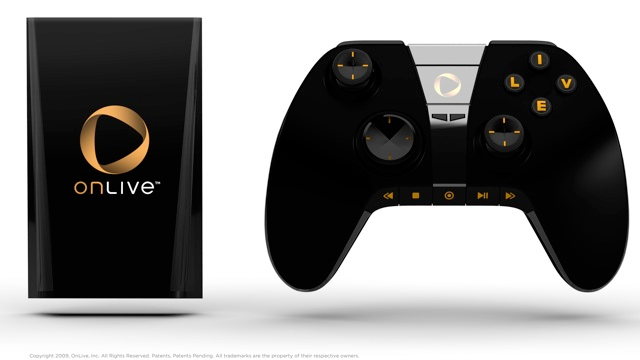 onLIVE™
I
L V
E
Copyright 2009, OnLive, Inc. All Rights Reserved. Patents, Patents Pending. All trademarks are the property of their respective owners.